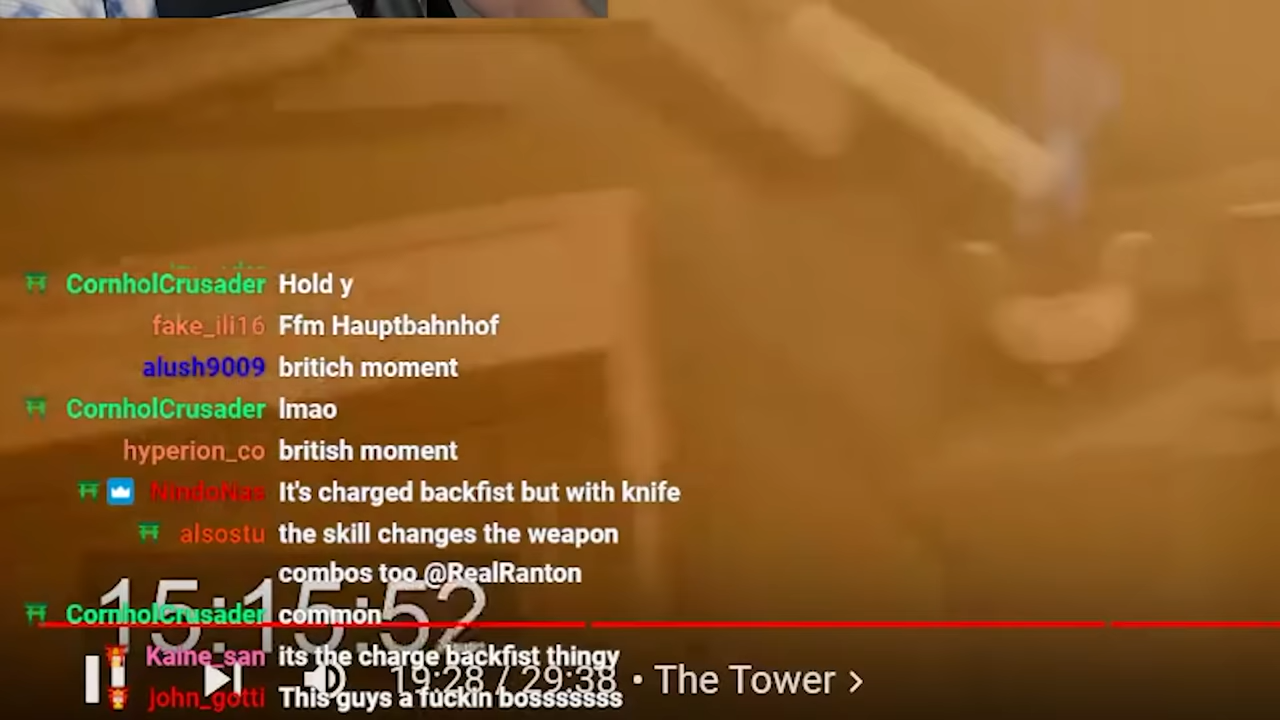 CornholCrusader Hold y
fake_ili16 Ffm Hauptbahnhof
alush9009 britich moment
CornholCrusader lmao
hyperion_co british moment
NindoNas It's charged backfist but with knife
alsostu the skill changes the weapon
combos too @RealRanton
15:15:52
CornholCrusader common
Kaine_san its the charge backfist thingy
19:28 / 29:38 • The Tower >
john_gotti This guys a fuckin bosssssss